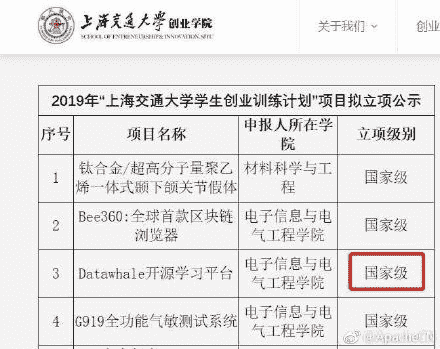 上海交通大学 创业学院
SCHOOL OF ENTREPRENEURSHIP & INNOVATION, SJTU
关于我们
创业
2019年“上海交通大学学生创业训练计划”项目拟立项公示
序号 项目名称 申报人所在学院 立项级别
1 钛合金/超高分子量聚乙烯一体式颞下颌关节假体 材料科学与工程 国家级
2 Bee360:全球首款区块链浏览器 电子信息与电气工程学院 国家级
3 Datawhale开源学习平台 电子信息与电气工程学院 国家级
4 G919全功能气敏测试系统 电子信息与电气工程学院 国家级
@ApacheCN